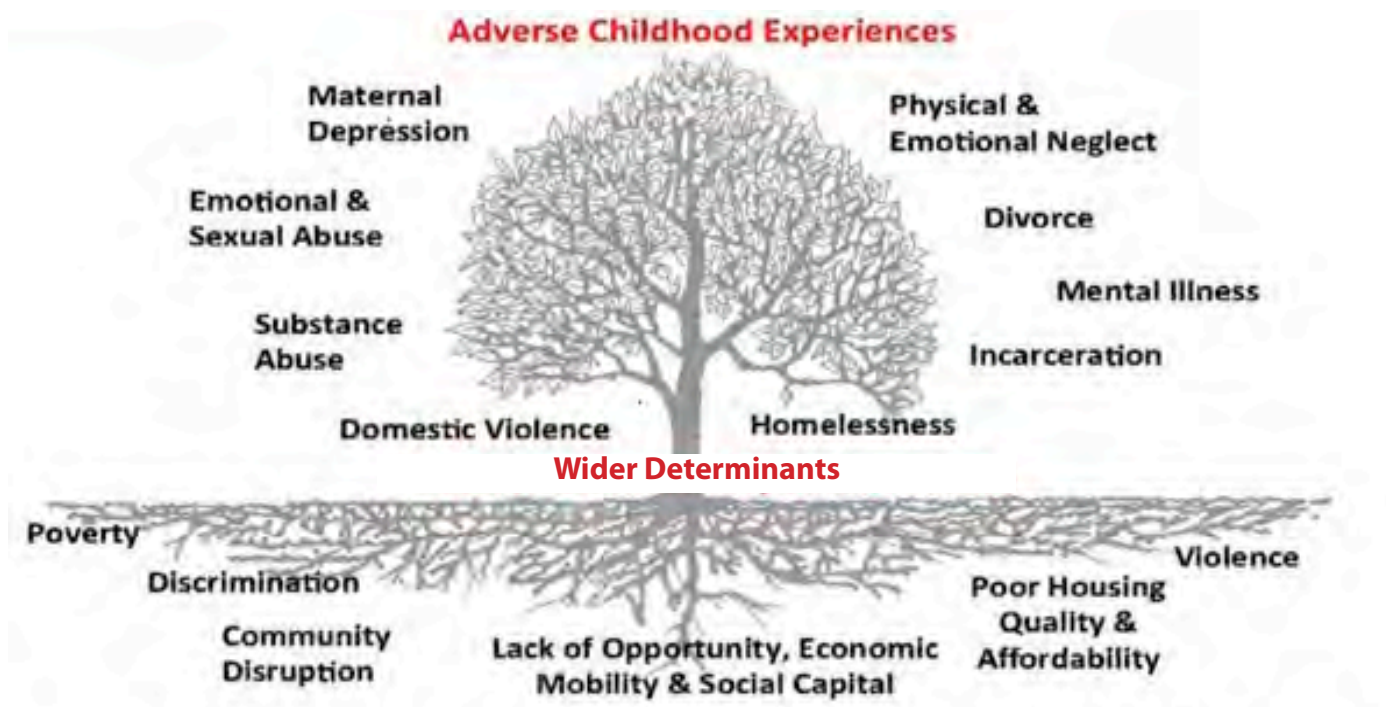 Adverse Childhood Experiences
Maternal
Depression
Physical &
Emotional Neglect
Emotional &
Sexual Abuse
Divorce
Mental Illness
Substance
Abuse
Incarceration
Domestic Violence
Homelessness
Wider Determinants
Poverty
Violence
Discrimination
Poor Housing
Quality &
Affordability
Community
Disruption
Lack of Opportunity, Economic
Mobility & Social Capital